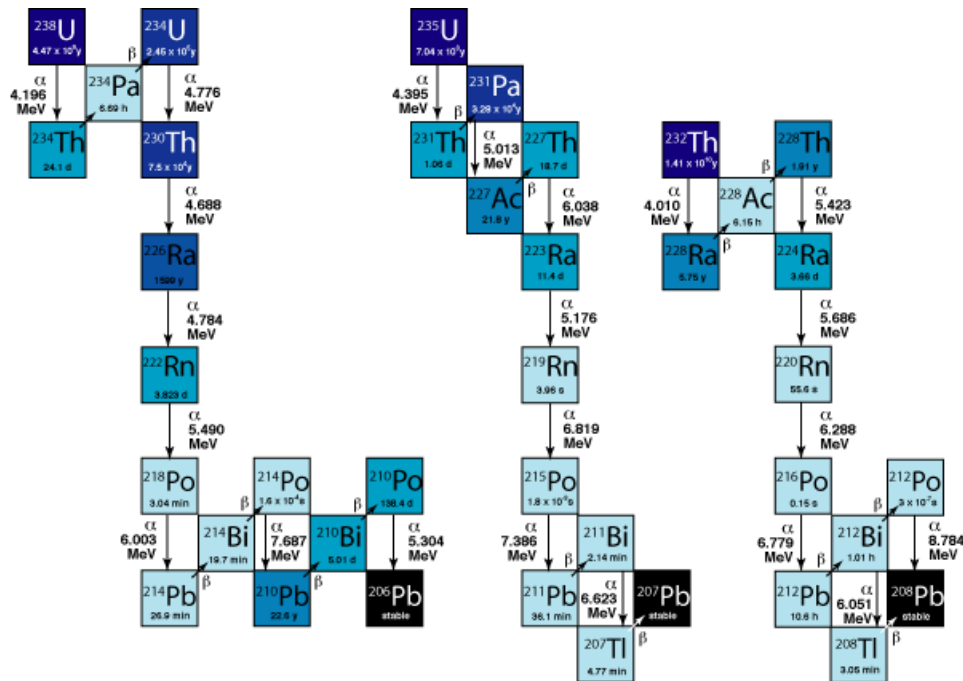 238U
4.47 x 10⁹y
β
234U
2.45 x 10⁵y
α
4.196
MeV
234Pa
6.69 h
α
4.776
MeV
234Th
24.1 d
230Th
7.5 x 10⁴y
α
4.688
MeV
226Ra
1599 y
α
4.784
MeV
222Rn
3.823 d
α
5.490
MeV
218Po
3.04 min
β
214Po
1.6 x 10⁻⁴s
β
210Po
138.4 d
α
6.003
MeV
214Bi
19.7 min
α
7.687
MeV
210Bi
5.01 d
α
5.304
MeV
214Pb
26.9 min
β
210Pb
22.6 y
β
206Pb
stable
235U
α
4.395
MeV
231Pa
3.28 x 10⁴y
β
231Th
1.06 d
α
5.013
MeV
227Th
18.7 d
227Ac
21.8 y
β
α
6.038
MeV
223Ra
11.4 d
α
5.176
MeV
219Rn
3.96 s
α
6.819
MeV
215Po
α
7.386
MeV
211Bi
2.14 min
β
211Pb
36.1 min
α
6.623
MeV
207Pb
stable
207Tl
4.77 min
β
232Th
1.41 x 10¹⁰y
β
228Th
1.91 y
α
4.010
MeV
228Ac
6.15 h
α
5.423
MeV
228Ra
5.75 y
β
224Ra
3.66 d
α
5.686
MeV
220Rn
55.6 s
α
6.288
MeV
216Po
0.15 s
β
212Po
3 x 10⁻⁷s
α
6.779
MeV
212Bi
1.01 h
α
8.784
MeV
212Pb
10.6 h
β
α
6.051
MeV
208Pb
stable
208Tl
3.05 min
β